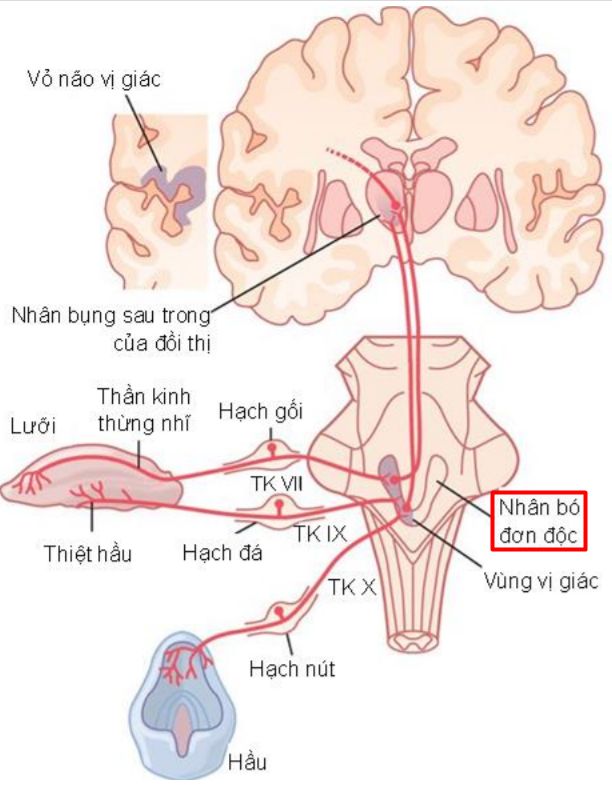 Vỏ não vị giác
Nhân bụng sau trong
của đồi thị
Thần kinh
thừng nhĩ
Hạch gối
Lưỡi
TK VII
Nhân bó
đơn độc
TK IX
Thiệt hầu
Hạch đá
Vùng vị giác
TK X
Hạch nút
Hầu